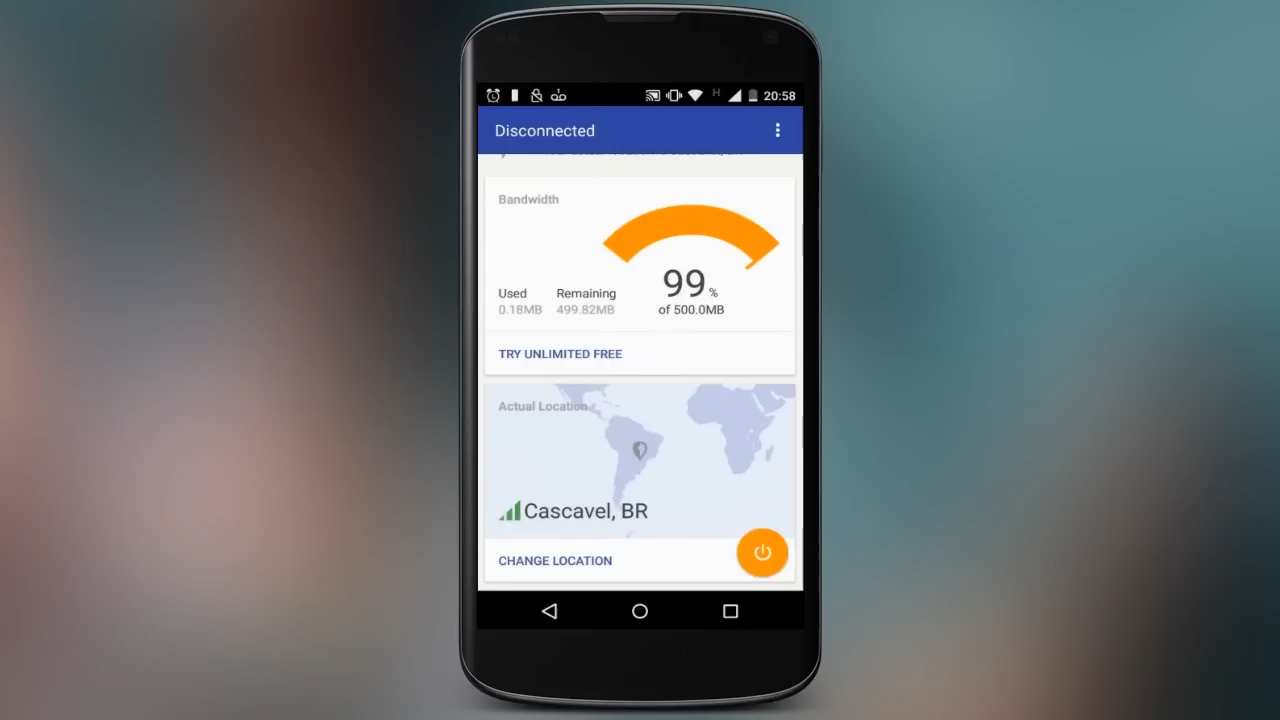 H 20:58
Disconnected
Bandwidth
Used Remaining
0.18MB 499.82MB
99 %
of 500.0MB
TRY UNLIMITED FREE
Actual Location
Cascavel, BR
CHANGE LOCATION